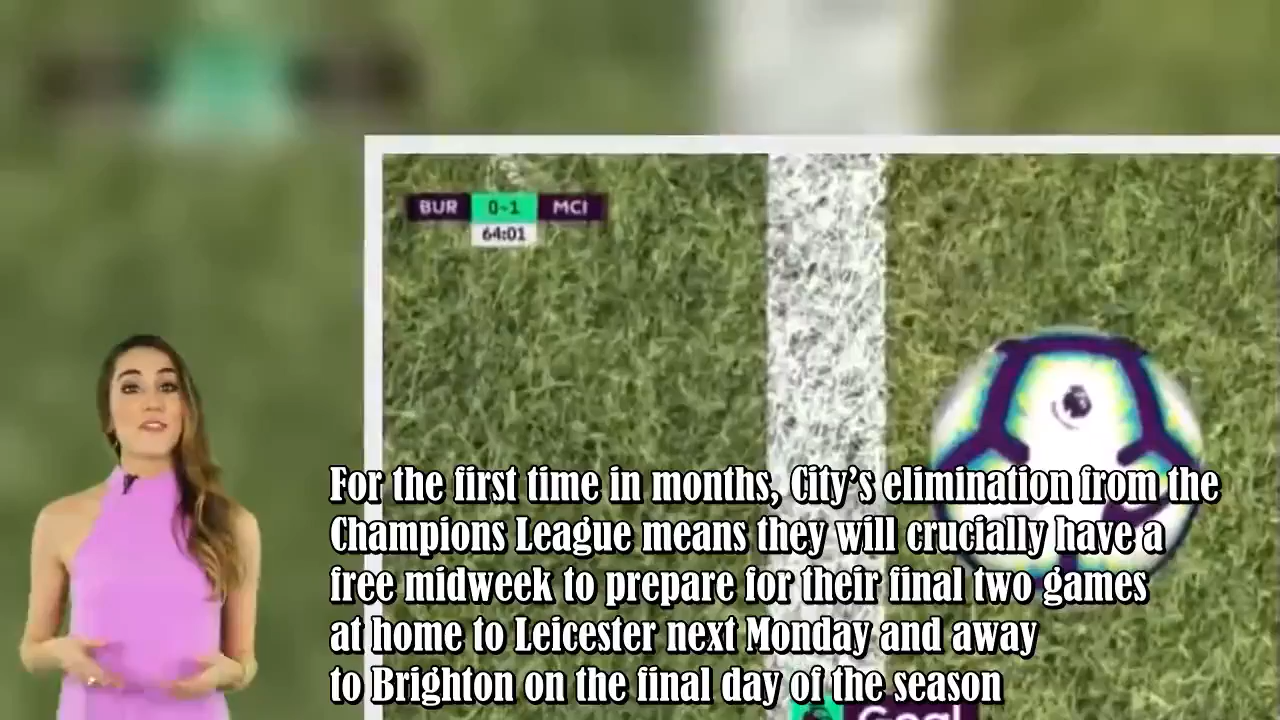 BUR 0-1 MCI
64:01
For the first time in months, City’s elimination from the
Champions League means they will crucially have a
free midweek to prepare for their final two games
at home to Leicester next Monday and away
to Brighton on the final day of the season
Goal